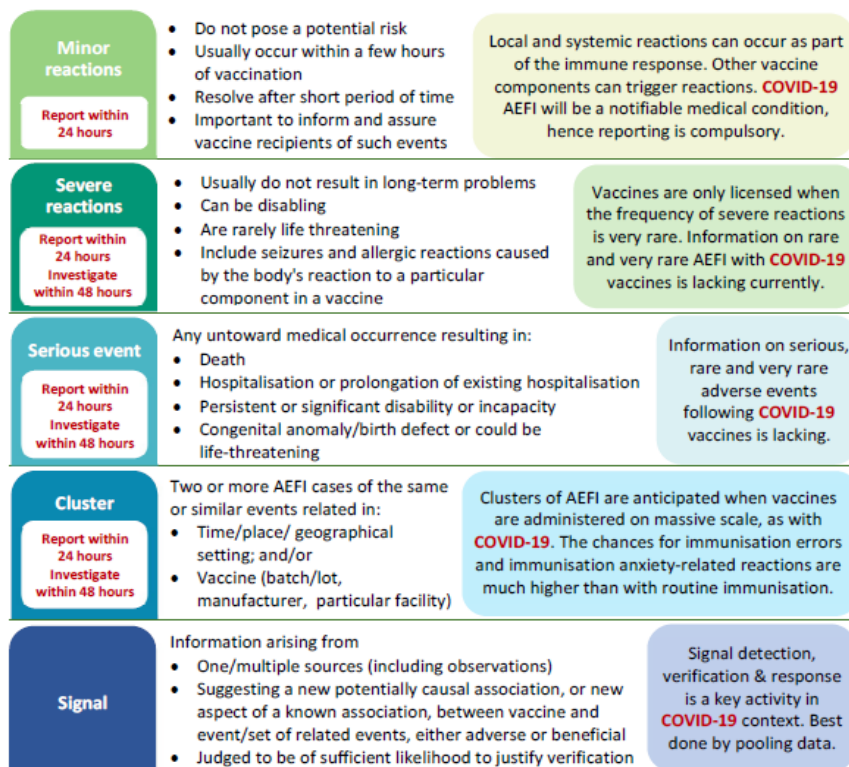 Minor
reactions
Report within
24 hours
• Do not pose a potential risk
• Usually occur within a few hours
of vaccination
• Resolve after short period of time
• Important to inform and assure
vaccine recipients of such events
Local and systemic reactions can occur as part
of the immune response. Other vaccine
components can trigger reactions. COVID-19
AEFI will be a notifiable medical condition,
hence reporting is compulsory.
Severe
reactions
Report within
24 hours
Investigate
within 48 hours
• Usually do not result in long-term problems
• Can be disabling
• Are rarely life threatening
• Include seizures and allergic reactions caused
by the body's reaction to a particular
component in a vaccine
Vaccines are only licensed when
the frequency of severe reactions
is very rare. Information on rare
and very rare AEFI with COVID-19
vaccines is lacking currently.
Serious event
Report within
24 hours
Investigate
within 48 hours
Any untoward medical occurrence resulting in:
• Death
• Hospitalisation or prolongation of existing hospitalisation
• Persistent or significant disability or incapacity
• Congenital anomaly/birth defect or could be
life-threatening
Information on serious,
rare and very rare
adverse events
following COVID-19
vaccines is lacking.
Cluster
Report within
24 hours
Investigate
within 48 hours
Two or more AEFI cases of the same
or similar events related in:
• Time/place/ geographical
setting; and/or
• Vaccine (batch/lot,
manufacturer, particular facility)
Clusters of AEFI are anticipated when vaccines
are administered on massive scale, as with
COVID-19. The chances for immunisation errors
and immunisation anxiety-related reactions are
much higher than with routine immunisation.
Signal
Information arising from
• One/multiple sources (including observations)
• Suggesting a new potentially causal association, or new
aspect of a known association, between vaccine and
event/set of related events, either adverse or beneficial
• Judged to be of sufficient likelihood to justify verification
Signal detection,
verification & response
is a key activity in
COVID-19 context. Best
done by pooling data.